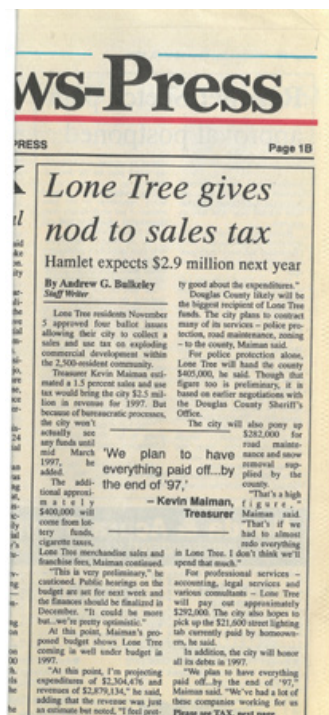 ws-Press
PRESS
Page 1B
Lone Tree gives
nod to sales tax
Hamlet expects $2.9 million next year
By Andrew G. Bulkeley
Staff Writer
Lone Tree residents November
5 approved four ballot issues
allowing their city to collect a
sales and use tax on exploding
commercial development within
the 2,500-resident community.
Treasurer Kevin Maiman esti-
mated a 1.5 percent sales and use
tax would bring the city $2.5 mil-
lion in revenue for 1997. But
because of bureaucratic processes,
the city won't
actually see
any funds until
mid March
1997, he
added.
The addi-
tional approxi-
mately
$400,000 will
come from lot-
tery funds,
cigarette taxes,
Lone Tree merchandise sales and
franchise fees, Maiman continued.
"This is very preliminary," he
cautioned. Public hearings on the
budget are set for next week and
the finances should be finalized in
December. "It could be more
but...we're pretty optimistic."
At this point, Maiman's pro-
posed budget shows Lone Tree
coming in well under budget in
1997.
"At this point, I'm projecting
expenditures of $2,304,476 and
revenues of $2,879,134," he said,
adding that the revenue was just
an estimate but noted, "I feel pret-
'We plan to have
everything paid off...by
the end of '97,'
– Kevin Maiman,
Treasurer
ty good about the expenditures."
Douglas County likely will be
the biggest recipient of Lone Tree
funds. The city plans to contract
many of its services – police pro-
tection, road maintenance, zoning
– to the county, Maiman said.
For police protection alone,
Lone Tree will hand the county
$405,000, he said. Though that
figure too is preliminary, it is
based on earlier negotiations with
the Douglas County Sheriff's
Office.
The city will also pony up
$282,000 for
road mainte-
nance and snow
removal sup-
plied by the
county.
"That's a high
figure,"
Maiman said.
"That's if we
had to almost
redo everything
in Lone Tree. I don't think we'll
spend that much."
For professional services –
accounting, legal services and
various consultants – Lone Tree
will pay out approximately
$292,000. The city also hopes to
pick up the $21,600 street lighting
tab currently paid by homeown-
ers, he said.
In addition, the city will honor
all its debts in 1997.
"We plan to have everything
paid off...by the end of '97,"
Maiman said. "We've had a lot of
these companies working were
Please see TAX, next page